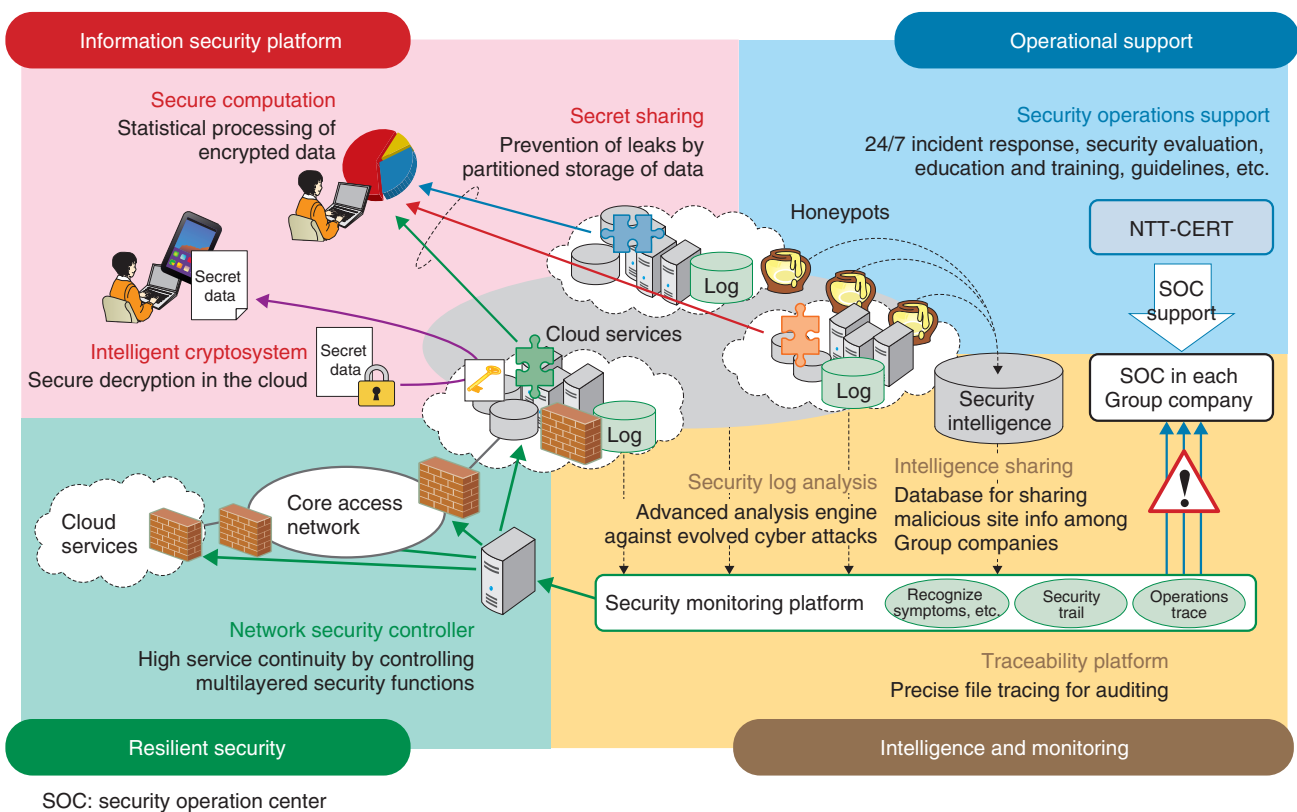 Information security platform
Operational support
Secure computation
Statistical processing of
encrypted data
Secret sharing
Prevention of leaks by
partitioned storage of data
Security operations support
24/7 incident response, security evaluation,
education and training, guidelines, etc.
Honeypots
NTT-CERT
Secret
data
Log
SOC
support
Cloud services
Intelligent cryptosystem
Secure decryption in the cloud
Secret
data
Log
Security
intelligence
SOC in each
Group company
Log
Core access
network
Cloud
services
Security log analysis
Advanced analysis engine
against evolved cyber attacks
Intelligence sharing
Database for sharing
malicious site info among
Group companies
!
Security monitoring platform
Recognize
symptoms, etc.
Security
trail
Operations
trace
Network security controller
High service continuity by controlling
multilayered security functions
Traceability platform
Precise file tracing for auditing
Resilient security
Intelligence and monitoring
SOC: security operation center